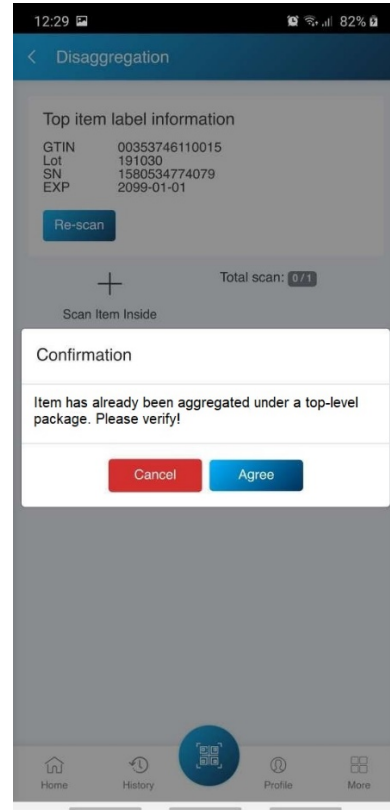 12:29 82%
Disaggregation
Top item label information
GTIN 00353746110015
Lot 191030
SN 1580534774079
EXP 2099-01-01
Re-scan
Total scan: 0/1
Scan Item Inside
Confirmation
Item has already been aggregated under a top-level
package. Please verify!
Cancel Agree
Home History Profile More